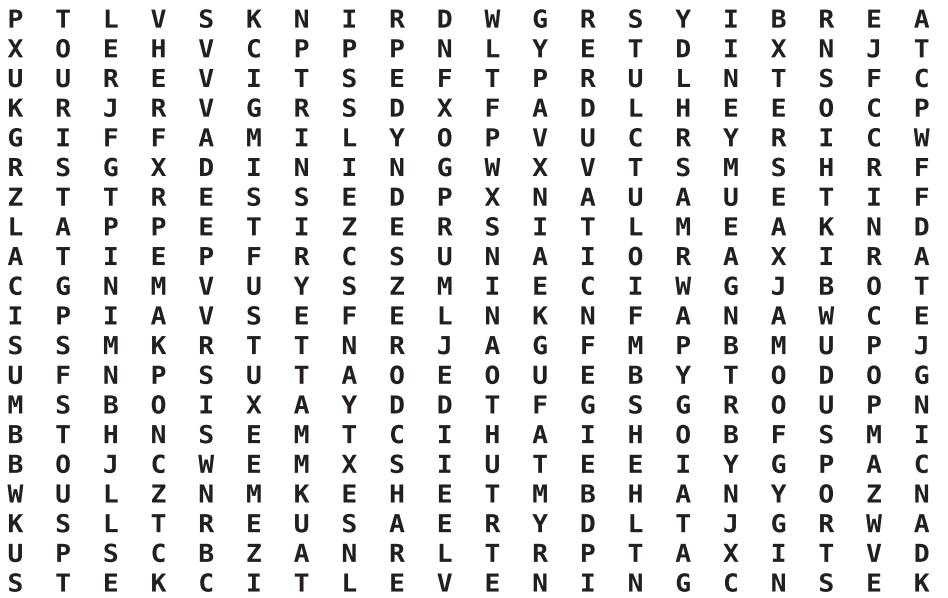 P T L V S K N I R D W G R S Y I B R E A
X O E H V C P P P N L Y E T D I X N J T
U U R E V I T S E F T P R U L N T S F C
K R J R V G R S D X F A D L H E E O C P
G I F F A M I L Y O P V U C R Y R I C W
R S G X D I N I N G W X V T S M S H R F
Z T T R E S S E D P X N A U A U E T I F
L A P P E T I Z E R S I T L M E A K N D
A T I E P F R C S U N A I O R A X I R A
C G N M V U Y S Z M I E C I W G J B O T
I P I A V S E F E L N K N F A N A W C E
S S M K R T T N R J A G F M P B M U P J
U F N P S U T A O E O U E B Y T O D O G
M S B O I X A Y D D T F G S G R O U P N
B T H N S E M T C I H A I H O B F S M I
B O J C W E M X S I U T E E I Y G P A C
W U L Z N M K E H E T M B H A N Y O Z N
K S L T R E U S A E R Y D L T J G R W A
U P S C B Z A N R L T R P T A X I T V D
S T E K C I T L E V E N I N G C N S E K